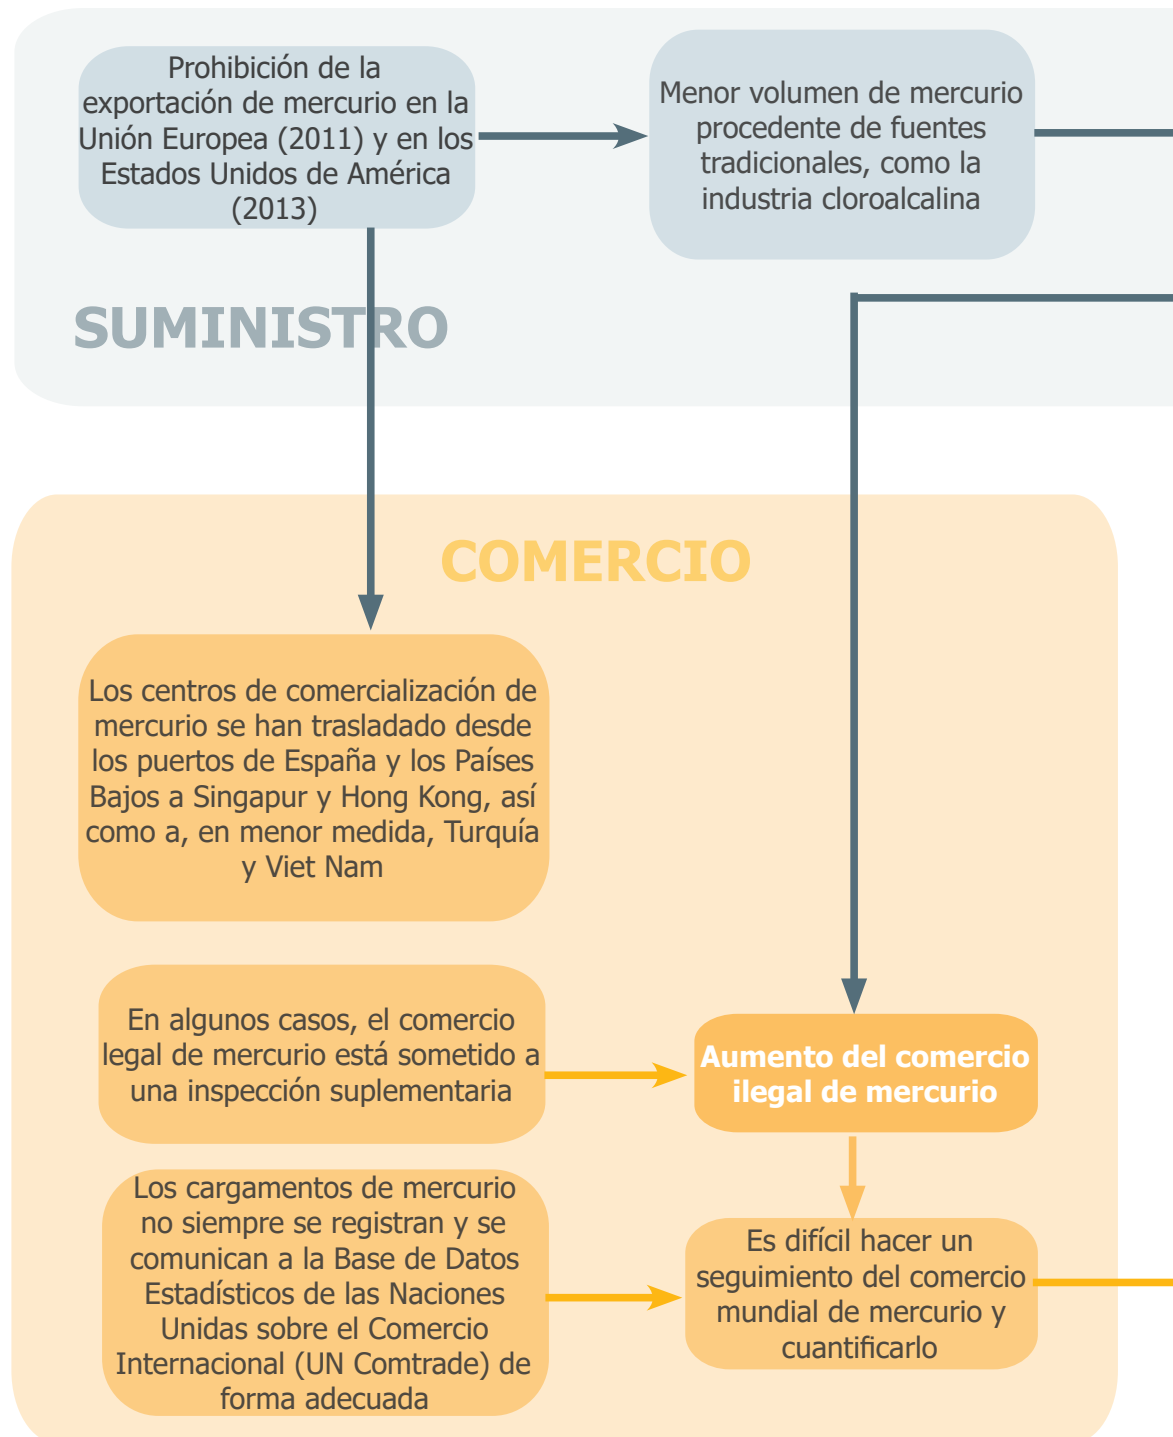 Prohibición de la
exportación de mercurio en la
Unión Europea (2011) y en los
Estados Unidos de América
(2013)
Menor volumen de mercurio
procedente de fuentes
tradicionales, como la
industria cloroalcalina
SUMINISTRO
COMERCIO
Los centros de comercialización de
mercurio se han trasladado desde
los puertos de España y los Países
Bajos a Singapur y Hong Kong, así
como a, en menor medida, Turquía
y Viet Nam
En algunos casos, el comercio
legal de mercurio está sometido a
una inspección suplementaria
Aumento del comercio
ilegal de mercurio
Los cargamentos de mercurio
no siempre se registran y se
comunican a la Base de Datos
Estadísticos de las Naciones
Unidas sobre el Comercio
Internacional (UN Comtrade) de
forma adecuada
Es difícil hacer un
seguimiento del comercio
mundial de mercurio y
cuantificarlo